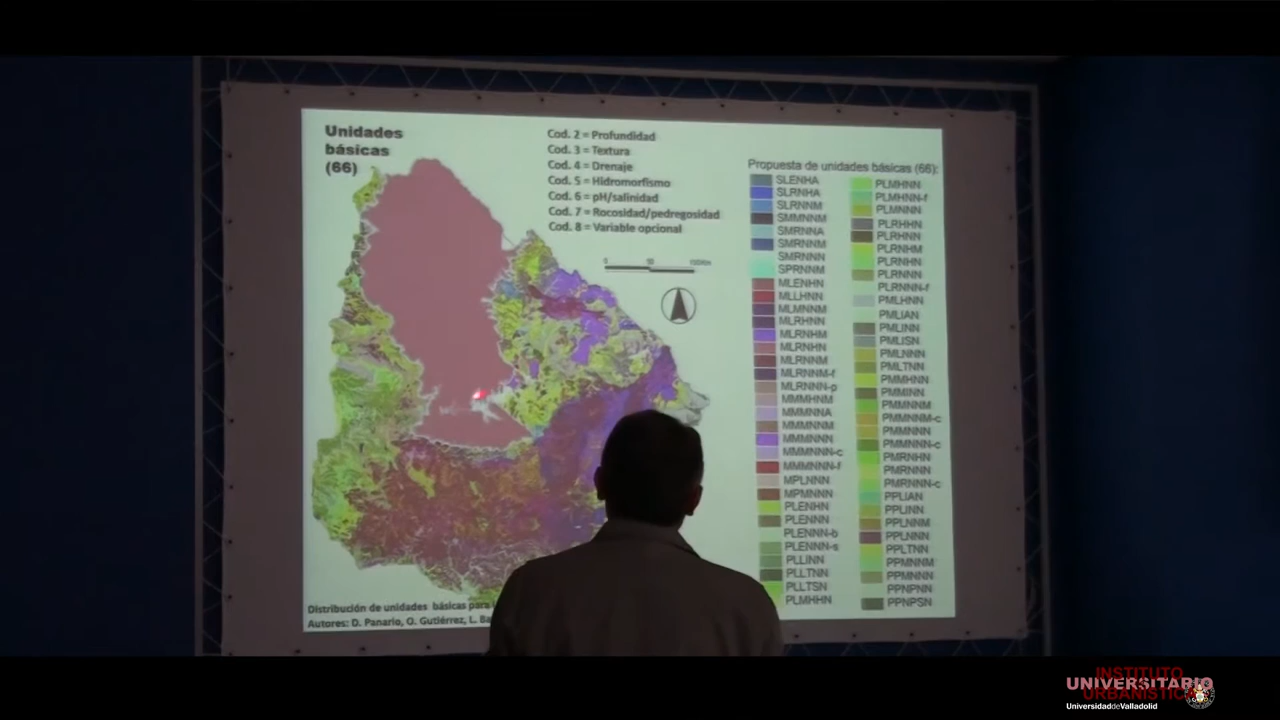 Unidades
básicas
(66)
Cod. 2 = Profundidad
Cod. 3 = Textura
Cod. 4 = Drenaje
Cod. 5 = Hidromorfismo
Cod. 6 = pH/salinidad
Cod. 7 = Rocosidad/pedregosidad
Cod. 8 = Variable opcional
Propuesta de unidades básicas (66):
SLENHA
SLRNHA
SLRNNM
SMMNNM
SMRNNA
SMRNNM
SMRNNN
SPRNNM
MLENHN
MLLHNN
MLMNNM
MLRHNN
MLRNHM
MLRNHN
MLRNNM
MLRNNM-f
MLRNNN-p
MMMHNM
MMMNNA
MMMNNM
MMMNNN
MMMNNN-c
MMMNNN-f
MPLNNN
MPMNNN
PLENHN
PLENNN
PLENNN-b
PLENNN-s
PLLINN
PLLTNN
PLLTSN
PLMHHN
PLMHNN
PLMHNN-f
PLMNNN
PLRHHN
PLRHNN
PLRNHM
PLRNHN
PLRNNN
PLRNNN-f
PMLHNN
PMLIAN
PMLINN
PMLISN
PMLNNN
PMLTNN
PMMHNN
PMMINN
PMMNNM
PMMNNM-c
PMMNNN
PMMNNN-c
PMRNHN
PMRNNN
PMRNNN-c
PPLIAN
PPLINN
PPLNNM
PPLNNN
PPLTNN
PPMNNM
PPMNNN
PPNPNN
PPNPSN
Distribución de unidades básicas para
Autores: D. Panario, O. Gutiérrez, L. Ba
INSTITUTO
UNIVERSITARIO
URBANÍSTICA
UniversidaddeValladolid